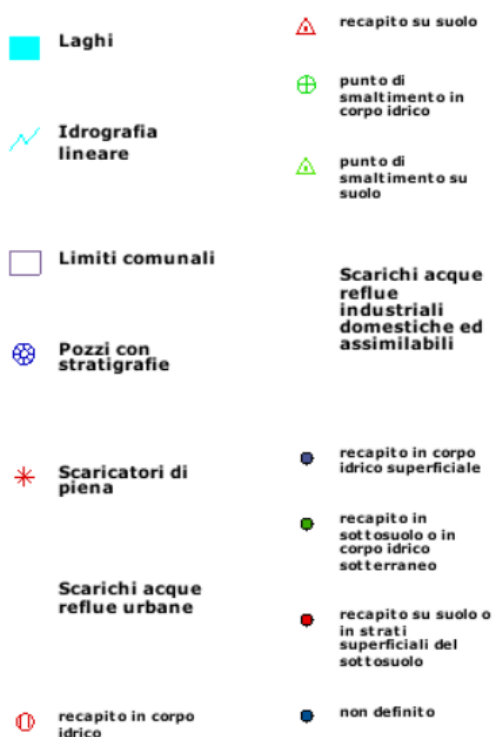 Laghi
Idrografia
lineare
Limiti comunali
Pozzi con
stratigrafie
Scaricatori di
piena
Scarichi acque
reflue urbane
recapito in corpo
idrico
recapito su suolo
punto di
smaltimento in
corpo idrico
punto di
smaltimento su
suolo
Scarichi acque
reflue
industriali
domestiche ed
assimilabili
recapito in corpo
idrico superficiale
recapito in
sottosuolo o in
corpo idrico
sotterraneo
recapito su suolo o
in strati
superficiali del
sottosuolo
non definito